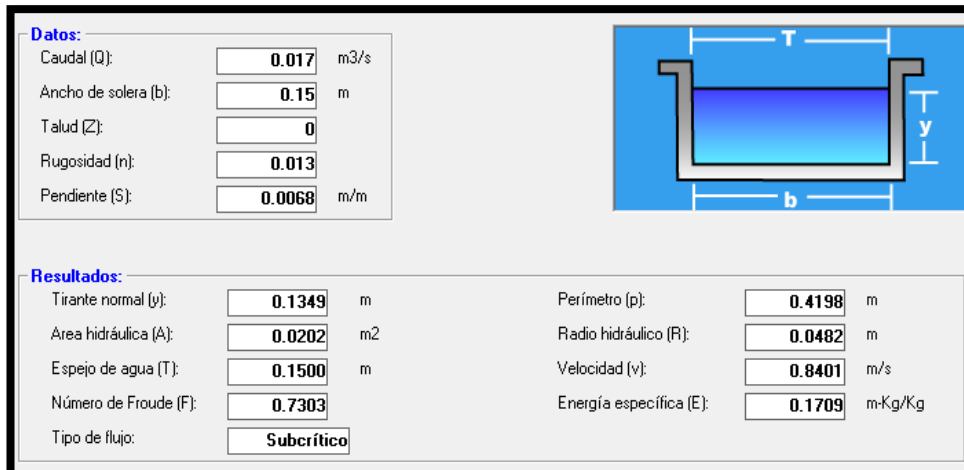 Datos:
Caudal (Q): 0.017 m3/s
Ancho de solera (b): 0.15 m
Talud (Z): 0
Rugosidad (n): 0.013
Pendiente (S): 0.0068 m/m
T
y
b
Resultados:
Tirante normal (y): 0.1349 m Perímetro (p): 0.4198 m
Area hidráulica (A): 0.0202 m2 Radio hidráulico (R): 0.0482 m
Espejo de agua (T): 0.1500 m Velocidad (v): 0.8401 m/s
Número de Froude (F): 0.7303 Energía específica (E): 0.1709 m-Kg/Kg
Tipo de flujo: Subcrítico